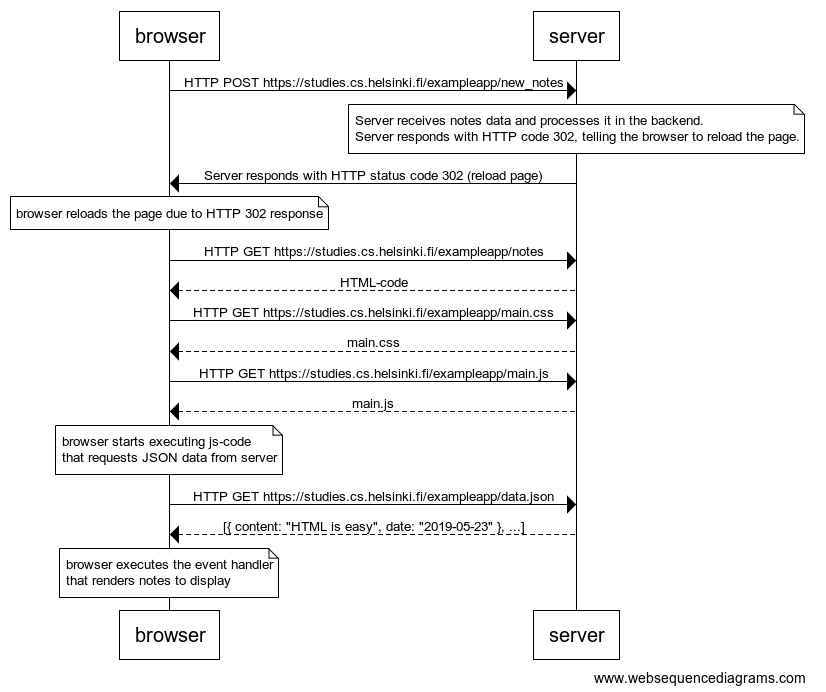 browser
server
HTTP POST https://studies.cs.helsinki.fi/exampleapp/new_notes
Server receives notes data and processes it in the backend.
Server responds with HTTP code 302, telling the browser to reload the page.
Server responds with HTTP status code 302 (reload page)
browser reloads the page due to HTTP 302 response
HTTP GET https://studies.cs.helsinki.fi/exampleapp/notes
HTML-code
HTTP GET https://studies.cs.helsinki.fi/exampleapp/main.css
main.css
HTTP GET https://studies.cs.helsinki.fi/exampleapp/main.js
main.js
browser starts executing js-code
that requests JSON data from server
HTTP GET https://studies.cs.helsinki.fi/exampleapp/data.json
[{ content: "HTML is easy", date: "2019-05-23" }, ...]
browser executes the event handler
that renders notes to display
browser
server
www.websequencediagrams.com